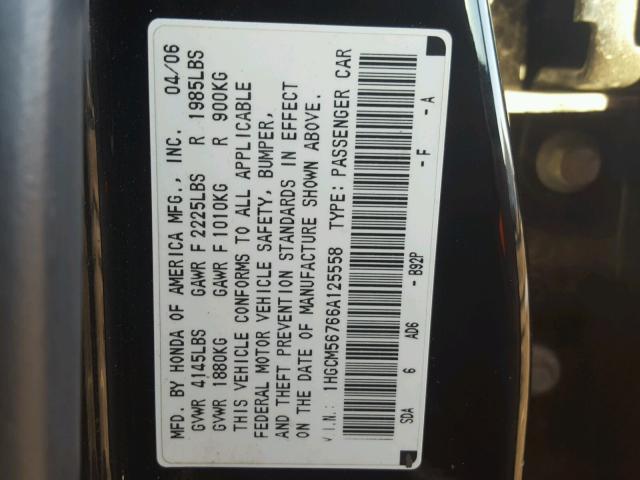 MFD. BY HONDA OF AMERICA MFG., INC. 04/06
GVWR 4145LBS GAWR F 2225LBS R 1985LBS
GVWR 1880KG GAWR F 1010KG R 900KG
THIS VEHICLE CONFORMS TO ALL APPLICABLE
FEDERAL MOTOR VEHICLE SAFETY, BUMPER,
AND THEFT PREVENTION STANDARDS IN EFFECT
ON THE DATE OF MANUFACTURE SHOWN ABOVE.
V.I.N.: 1HGCM56766A125558 TYPE: PASSENGER CAR
SDA 6 AD6 - B92P - F - A